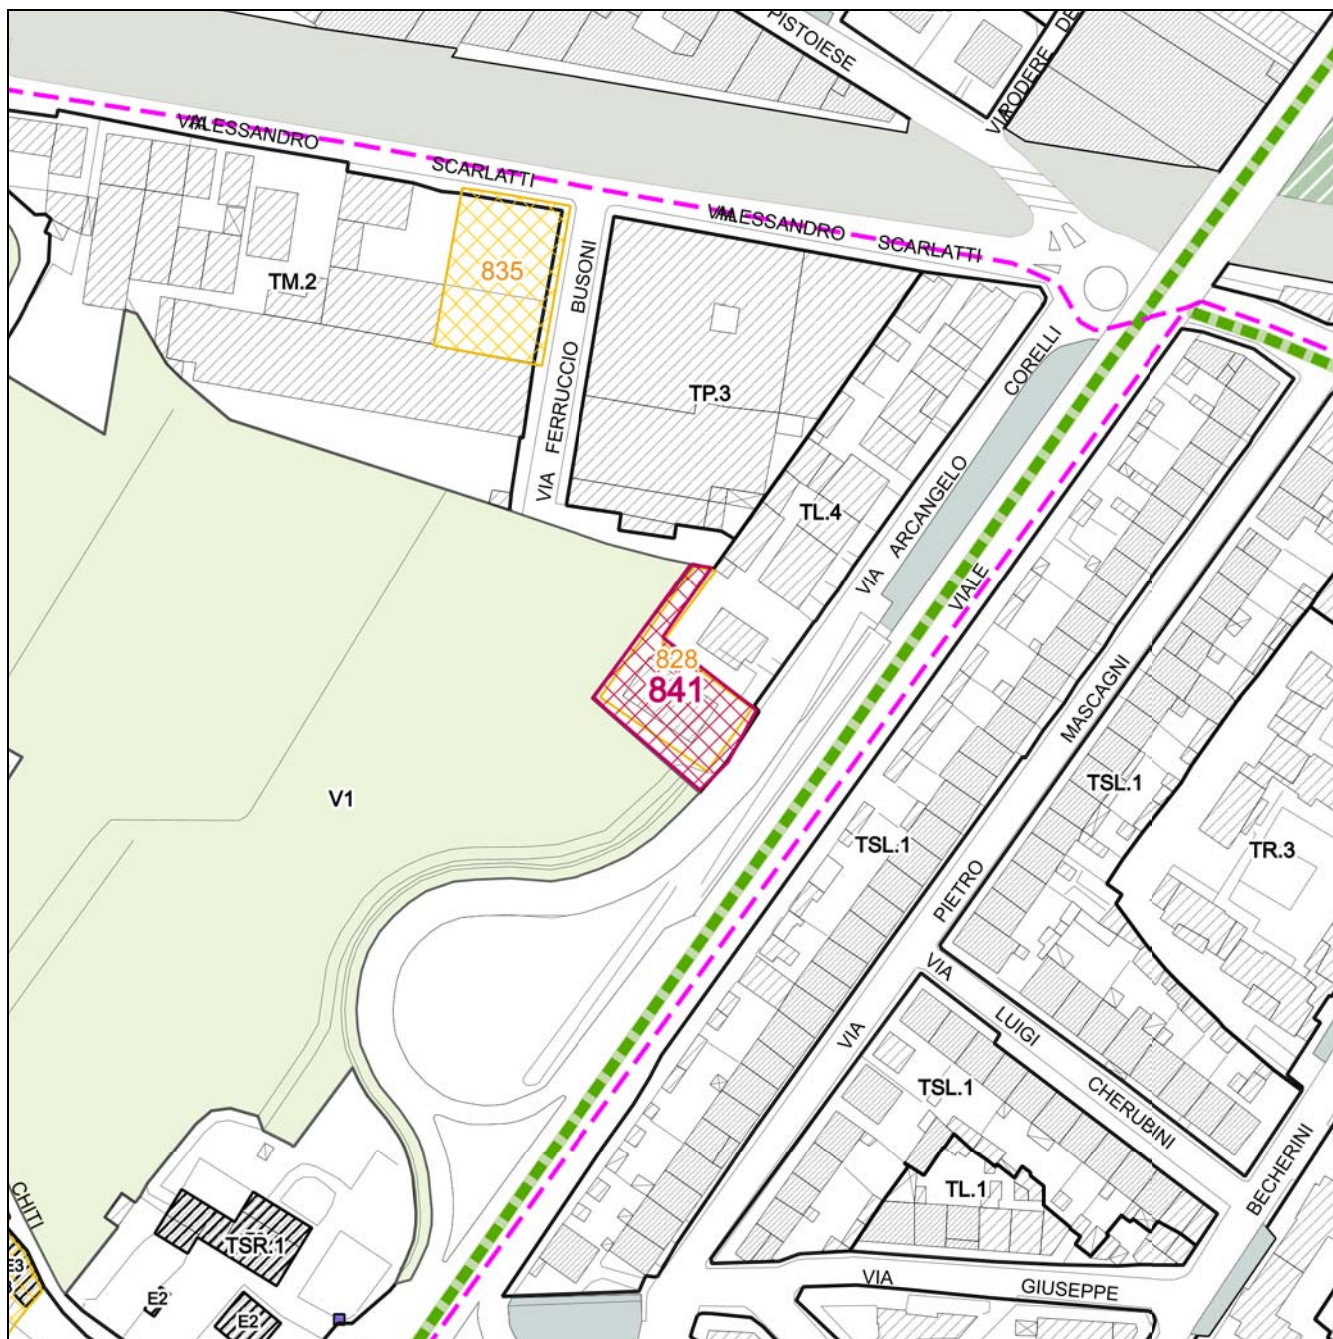 PISTOIESE
VIA
PODERE DE
VIA
ALESSANDRO
SCARLATTI
VIA
ALESSANDRO
SCARLATTI
835
TM.2
VIA FERRUCCIO BUSONI
TP.3
VIA ARCANGELO CORELLI
TL.4
VIALE
828
841
VIA PIETRO MASCAGNI
TSL.1
V1
TSL.1
TR.3
VIA LUIGI CHERUBINI
TSL.1
TL.1
BECHERINI
CHITI
TSR.1
E3
E2
E2
VIA GIUSEPPE